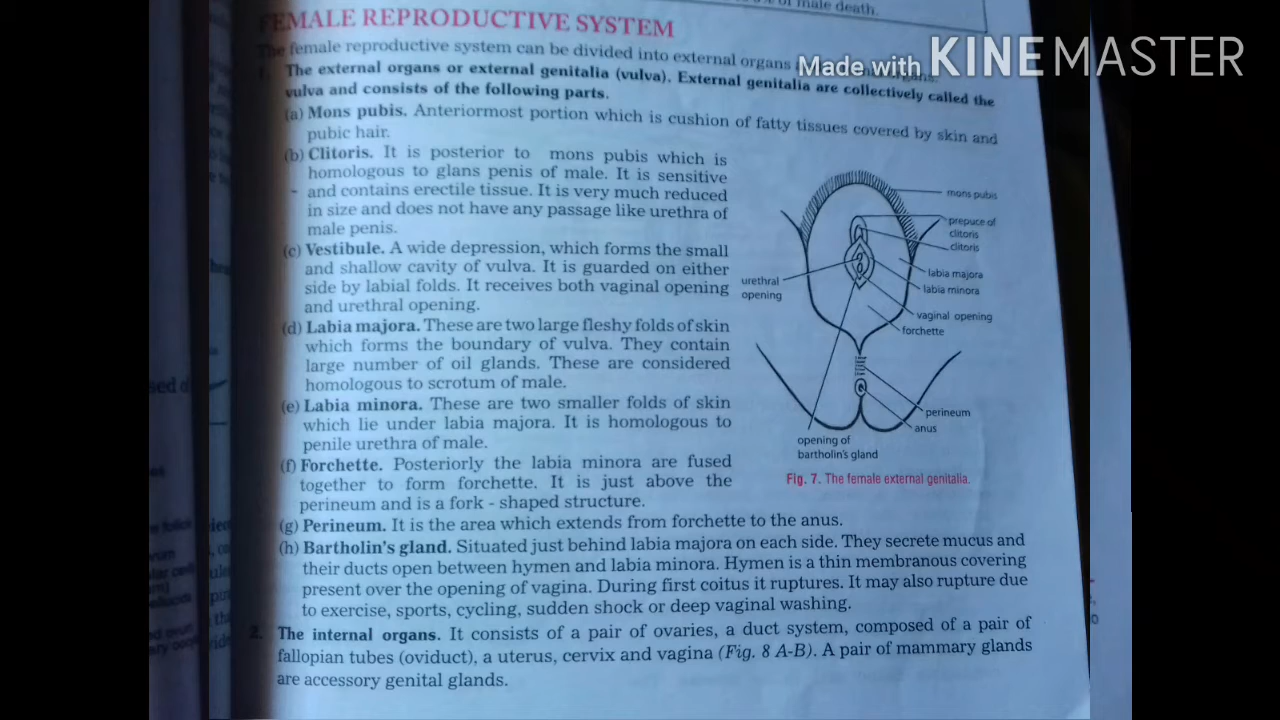 of male death.
FEMALE REPRODUCTIVE SYSTEM
The female reproductive system can be divided into external organs
Made with KINEMASTER
1. The external organs or external genitalia (vulva). External genitalia are collectively called the
vulva and consists of the following parts.
(a) Mons pubis. Anteriormost portion which is cushion of fatty tissues covered by skin and
pubic hair.
(b) Clitoris. It is posterior to mons pubis which is
homologous to glans penis of male. It is sensitive
- and contains erectile tissue. It is very much reduced
in size and does not have any passage like urethra of
male penis.
(c) Vestibule. A wide depression, which forms the small
and shallow cavity of vulva. It is guarded on either
side by labial folds. It receives both vaginal opening
and urethral opening.
(d) Labia majora. These are two large fleshy folds of skin
which forms the boundary of vulva. They contain
large number of oil glands. These are considered
homologous to scrotum of male.
(e) Labia minora. These are two smaller folds of skin
which lie under labia majora. It is homologous to
penile urethra of male.
(f) Forchette. Posteriorly the labia minora are fused
together to form forchette. It is just above the
perineum and is a fork - shaped structure.
mons pubis
prepuce of
clitoris
clitoris
labia majora
labia minora
urethral
opening
vaginal opening
forchette
perineum
anus
opening of
bartholin's gland
Fig. 7. The female external genitalia.
(g) Perineum. It is the area which extends from forchette to the anus.
(h) Bartholin's gland. Situated just behind labia majora on each side. They secrete mucus and
their ducts open between hymen and labia minora. Hymen is a thin membranous covering
present over the opening of vagina. During first coitus it ruptures. It may also rupture due
to exercise, sports, cycling, sudden shock or deep vaginal washing.
2. The internal organs. It consists of a pair of ovaries, a duct system, composed of a pair of
fallopian tubes (oviduct), a uterus, cervix and vagina (Fig. 8 A-B). A pair of mammary glands
are accessory genital glands.